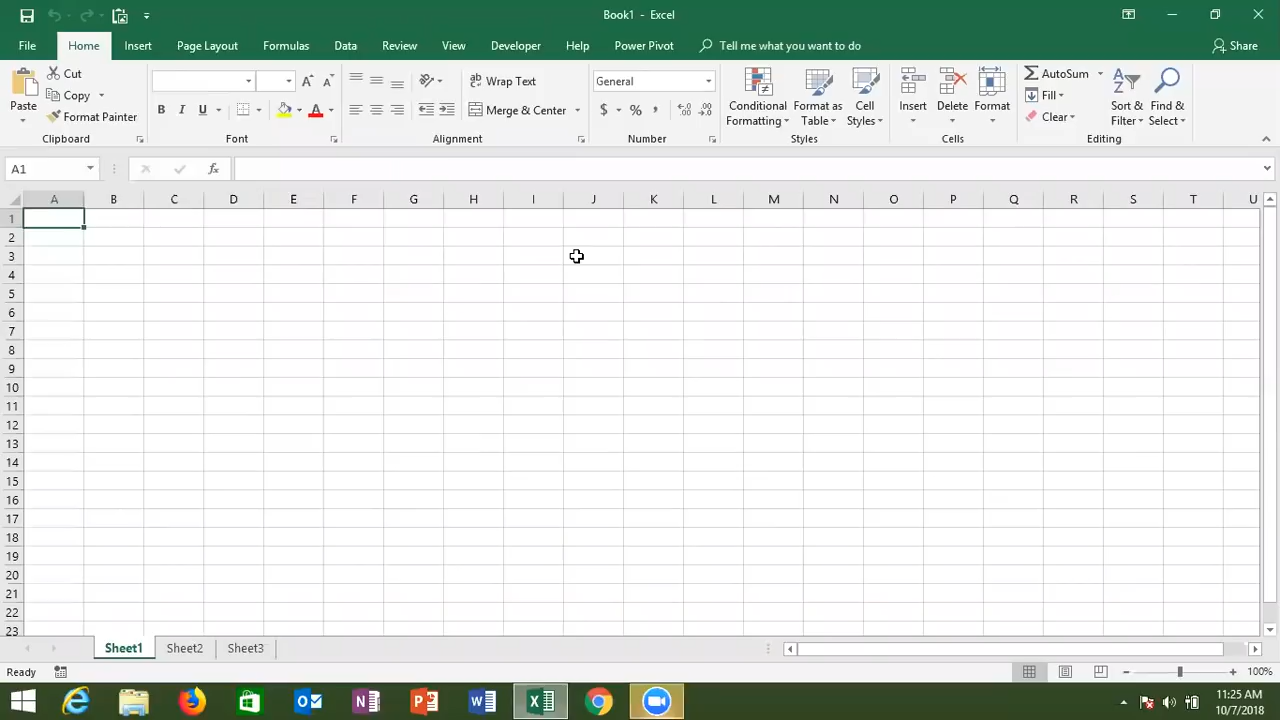 Book1 - Excel
File Home Insert Page Layout Formulas Data Review View Developer Help Power Pivot Tell me what you want to do Share
Paste
Cut
Copy
Format Painter
Clipboard
B I U A
Font
ab Wrap Text
Merge & Center
Alignment
General
$ % ,
Number
Conditional Formatting
Format as Table
Cell Styles
Styles
Insert
Delete
Format
Cells
AutoSum
Fill
Clear
Sort & Filter
Find & Select
Editing
A1
fx
A B C D E F G H I J K L M N O P Q R S T U
1
2
3
4
5
6
7
8
9
10
11
12
13
14
15
16
17
18
19
20
21
22
23
Sheet1 Sheet2 Sheet3
Ready
100%
11:25 AM
10/7/2018